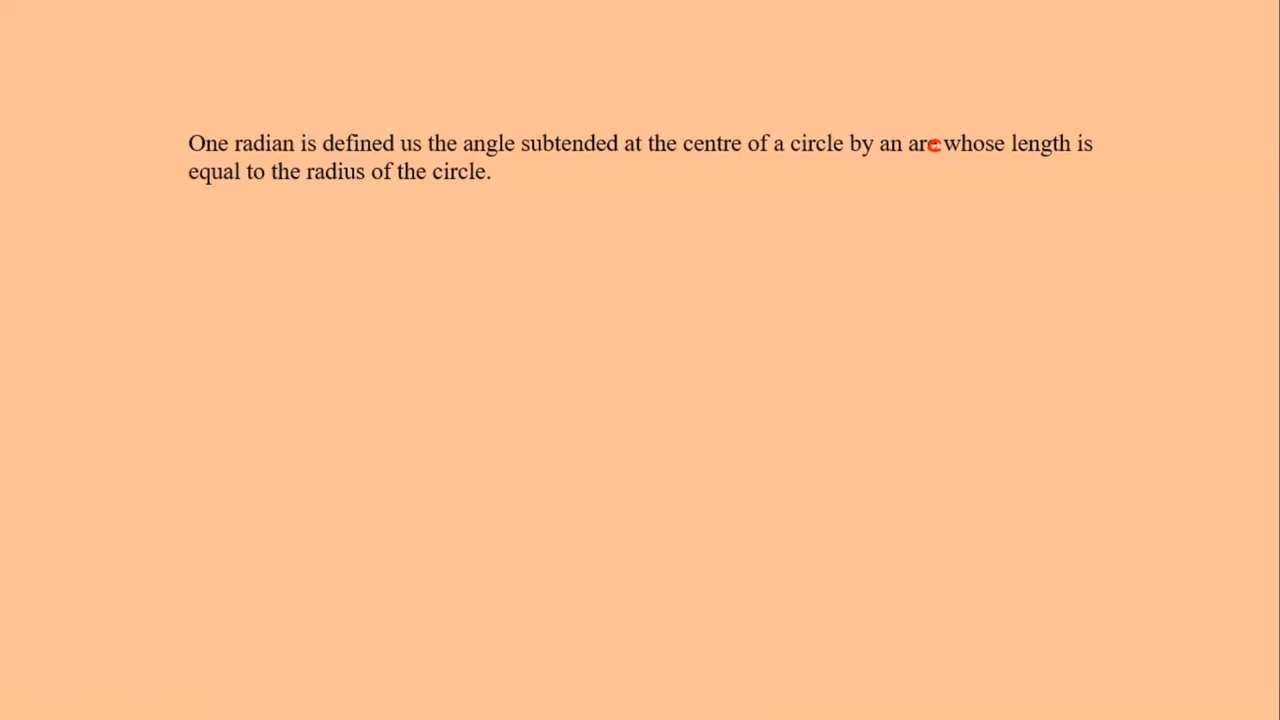 One radian is defined us the angle subtended at the centre of a circle by an arc whose length is
equal to the radius of the circle.